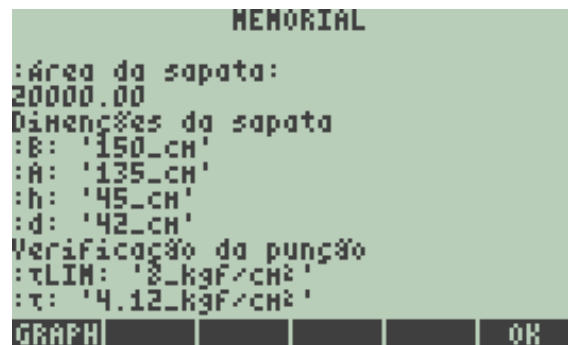 MEMORIAL
:área da sapata:
20000.00
Dimenções da sapata
:B: '150_cm'
:A: '135_cm'
:h: '45_cm'
:d: '42_cm'
Verificação da punção
:τLIM: '8_kgf/cm²'
:τ: '4.12_kgf/cm²'
GRAPH OK